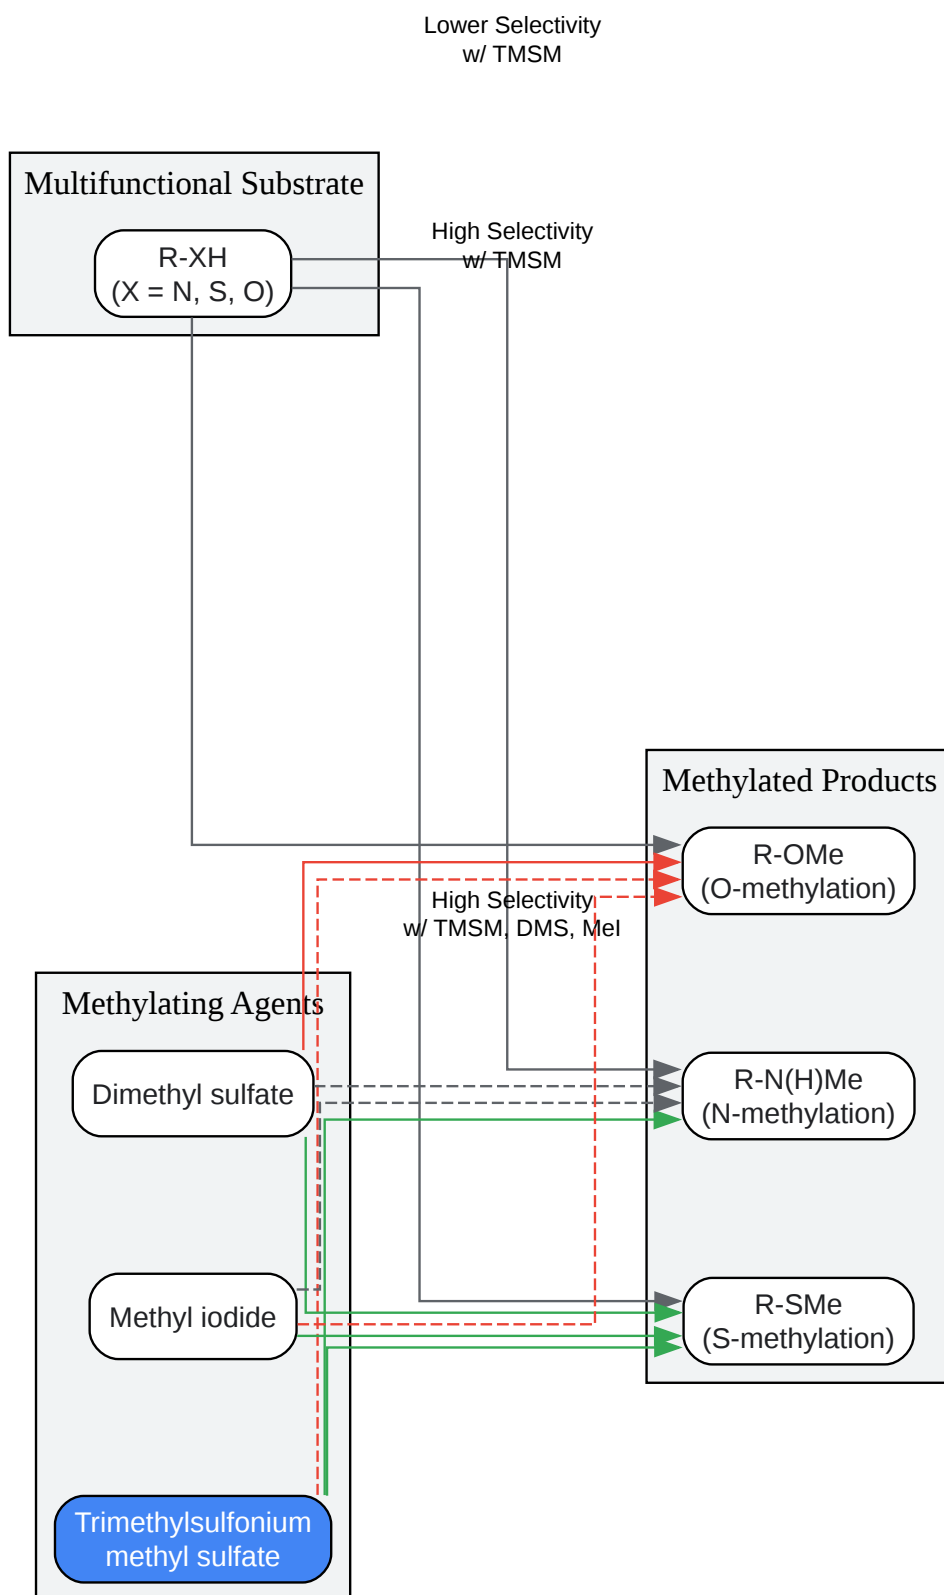 Lower Selectivity
w/ TMSM
Multifunctional Substrate
R-XH
(X = N, S, O)
High Selectivity
w/ TMSM
Methylated Products
R-OMe
(O-methylation)
High Selectivity
w/ TMSM, DMS, MeI
Methylating Agents
Dimethyl sulfate
R-N(H)Me
(N-methylation)
Methyl iodide
R-SMe
(S-methylation)
Trimethylsulfonium
methyl sulfate